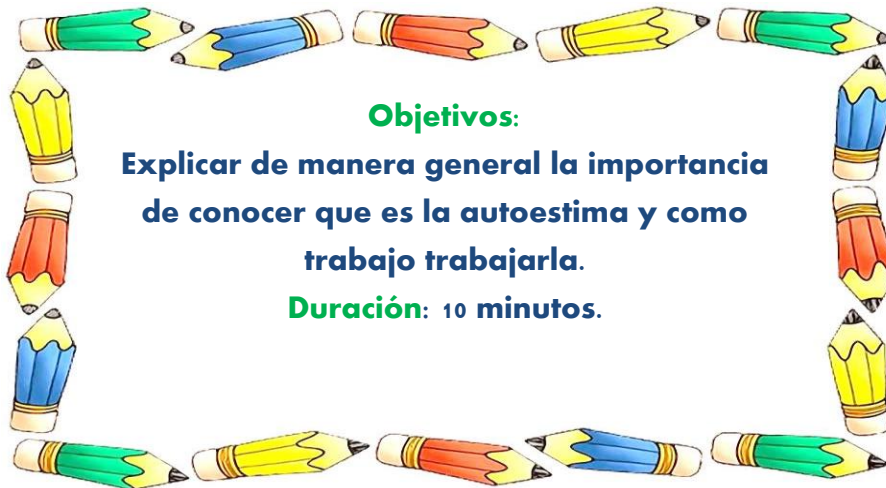 Objetivos:
Explicar de manera general la importancia
de conocer que es la autoestima y como
trabajo trabajarla.
Duración: 10 minutos.